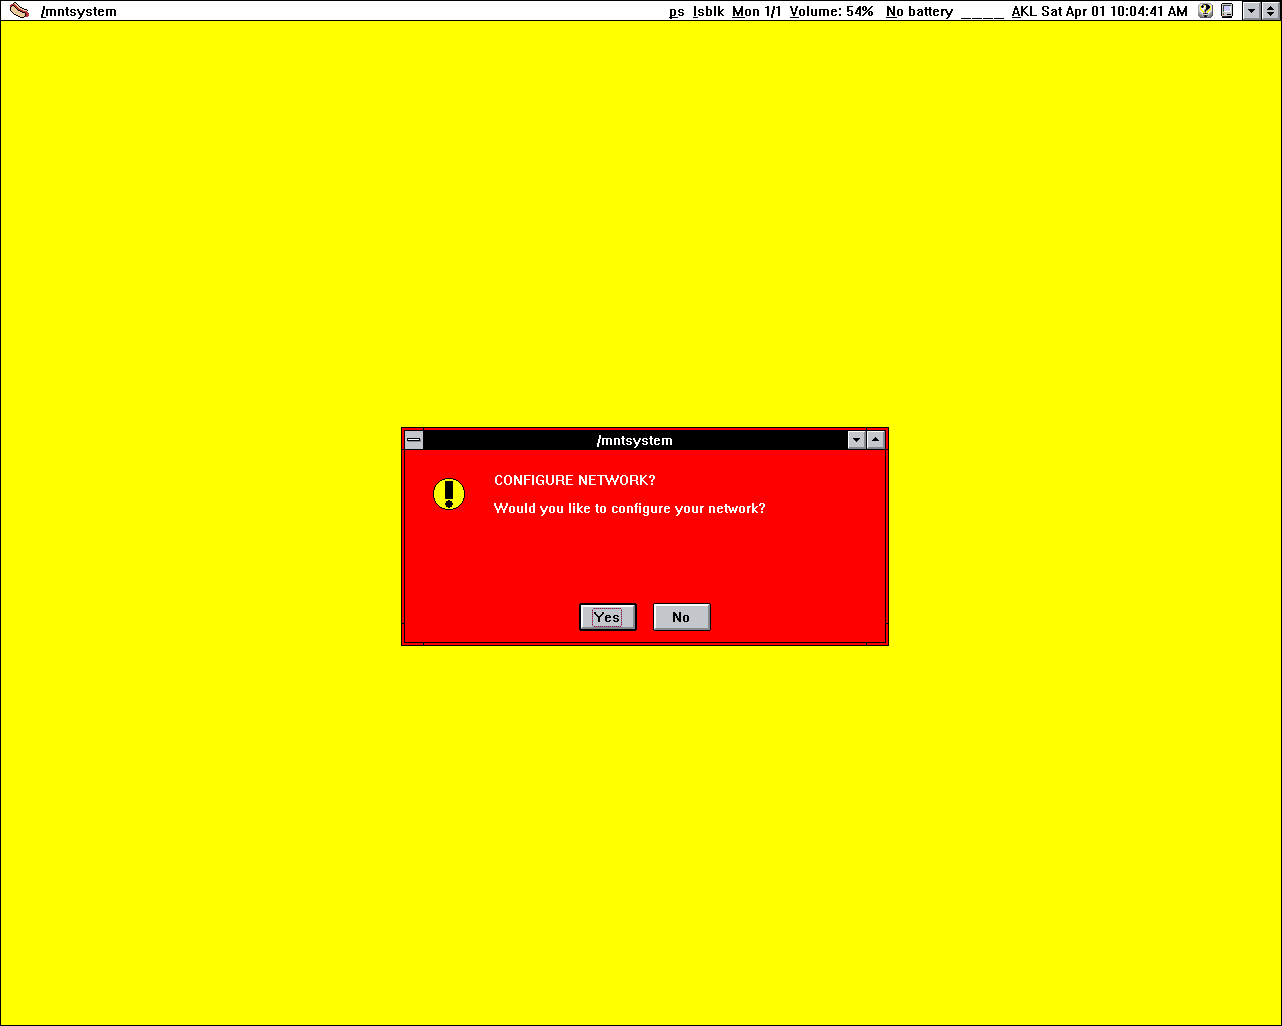 /mntsystem ps lsblk Mon 1/1 Volume: 54% No battery ____ AKL Sat Apr 01 10:04:41 AM ?
/mntsystem
CONFIGURE NETWORK?
Would you like to configure your network?
Yes No